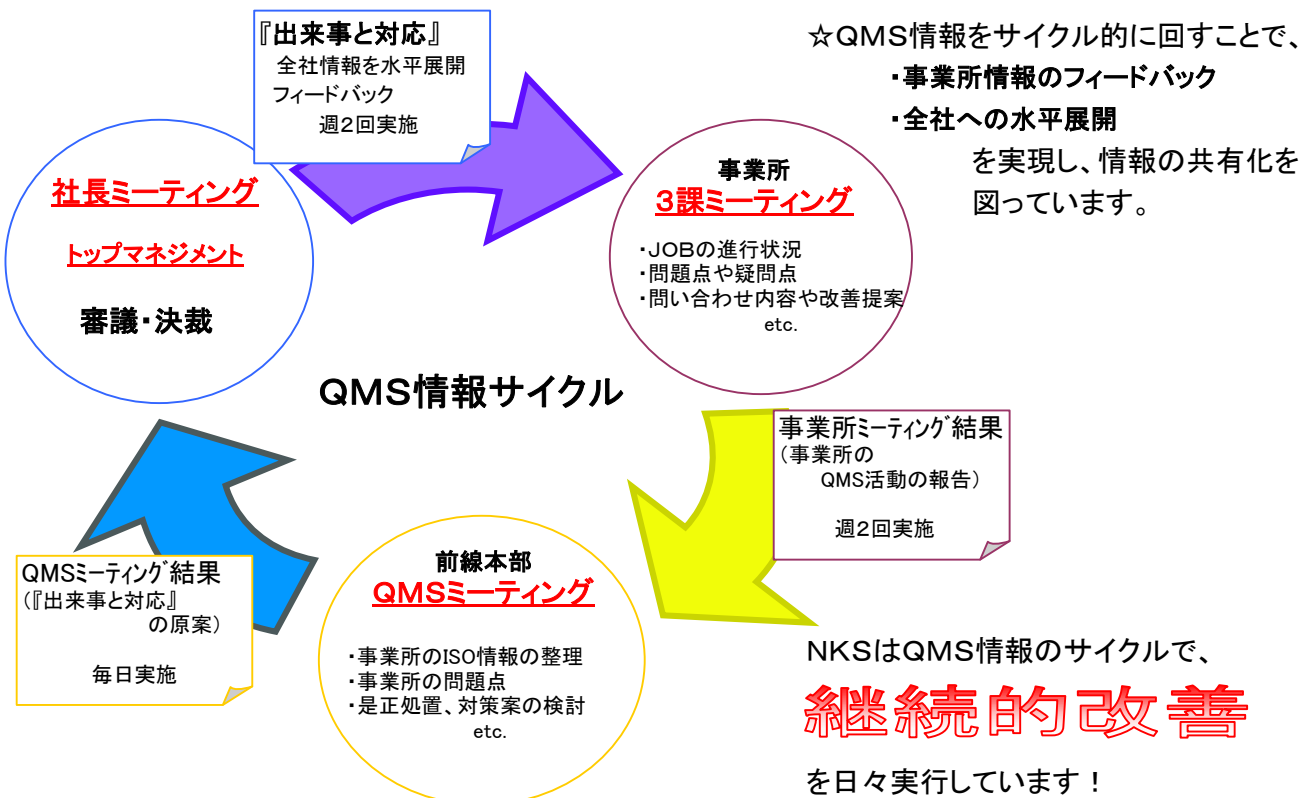 『出来事と対応』
全社情報を水平展開
フィードバック
週2回実施
☆QMS情報をサイクル的に回すことで、
・事業所情報のフィードバック
・全社への水平展開
を実現し、情報の共有化を
図っています。
社長ミーティング
トップマネジメント
審議・決裁
事業所
3課ミーティング
・JOBの進行状況
・問題点や疑問点
・問い合わせ内容や改善提案
etc.
QMS情報サイクル
事業所ミーティング結果
(事業所の
QMS活動の報告)
週2回実施
前線本部
QMSミーティング
・事業所のISO情報の整理
・事業所の問題点
・是正処置、対策案の検討
etc.
QMSミーティング結果
(『出来事と対応』
の原案)
毎日実施
NKSはQMS情報のサイクルで、
継続的改善
を日々実行しています!